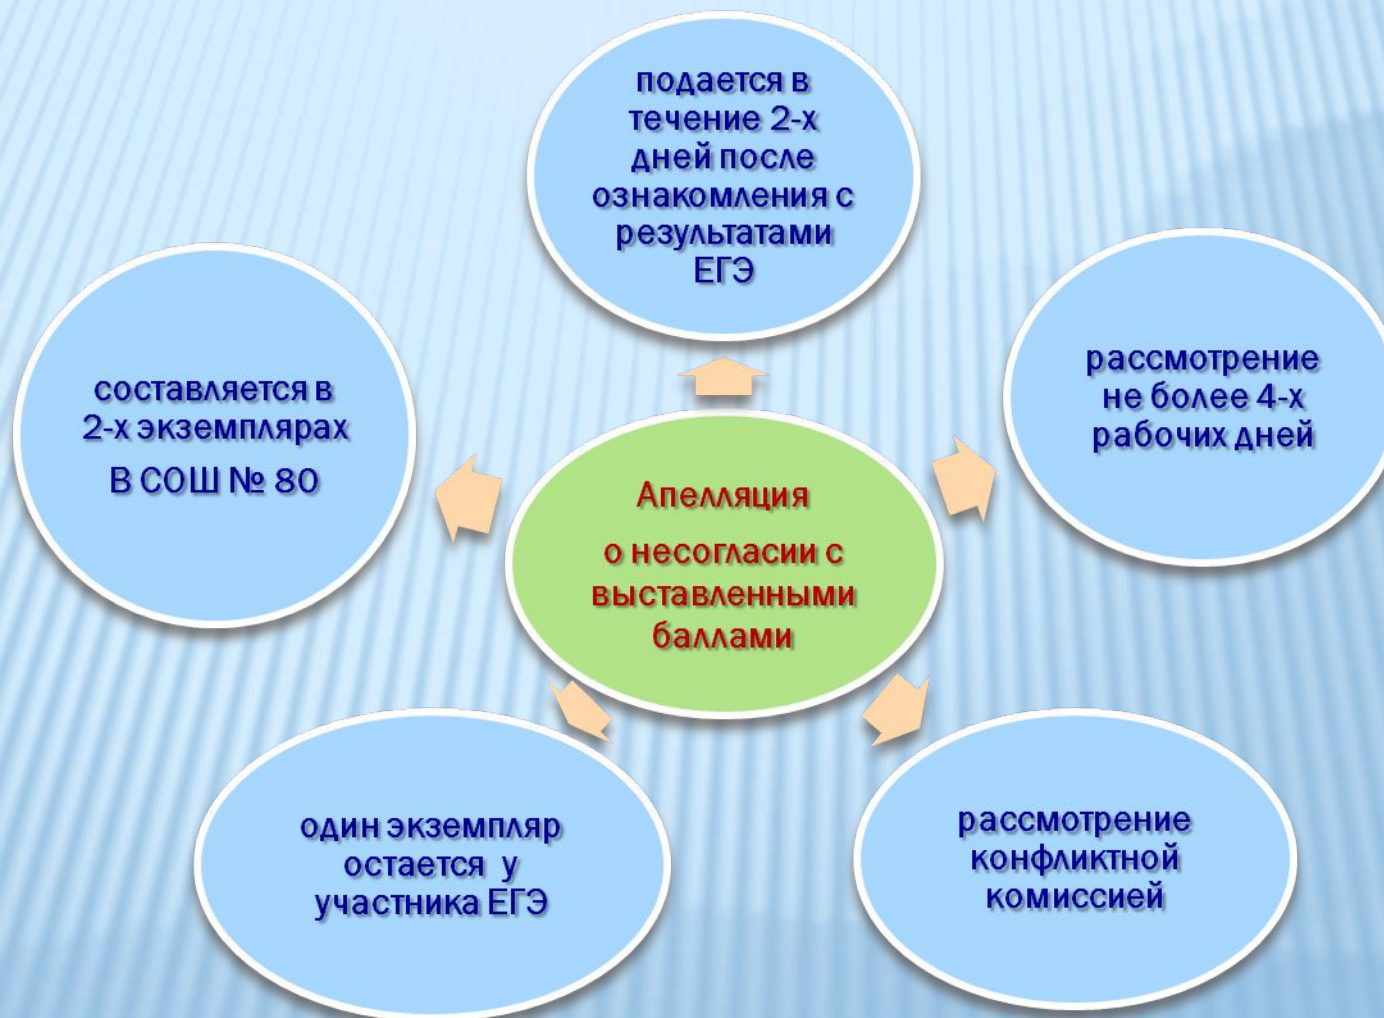 подается в
течение 2-х
дней после
ознакомления с
результатами
ЕГЭ
составляется в
2-х экземплярах
В СОШ № 80
рассмотрение
не более 4-х
рабочих дней
Апелляция
о несогласии с
выставленными
баллами
один экземпляр
остается у
участника ЕГЭ
рассмотрение
конфликтной
комиссией